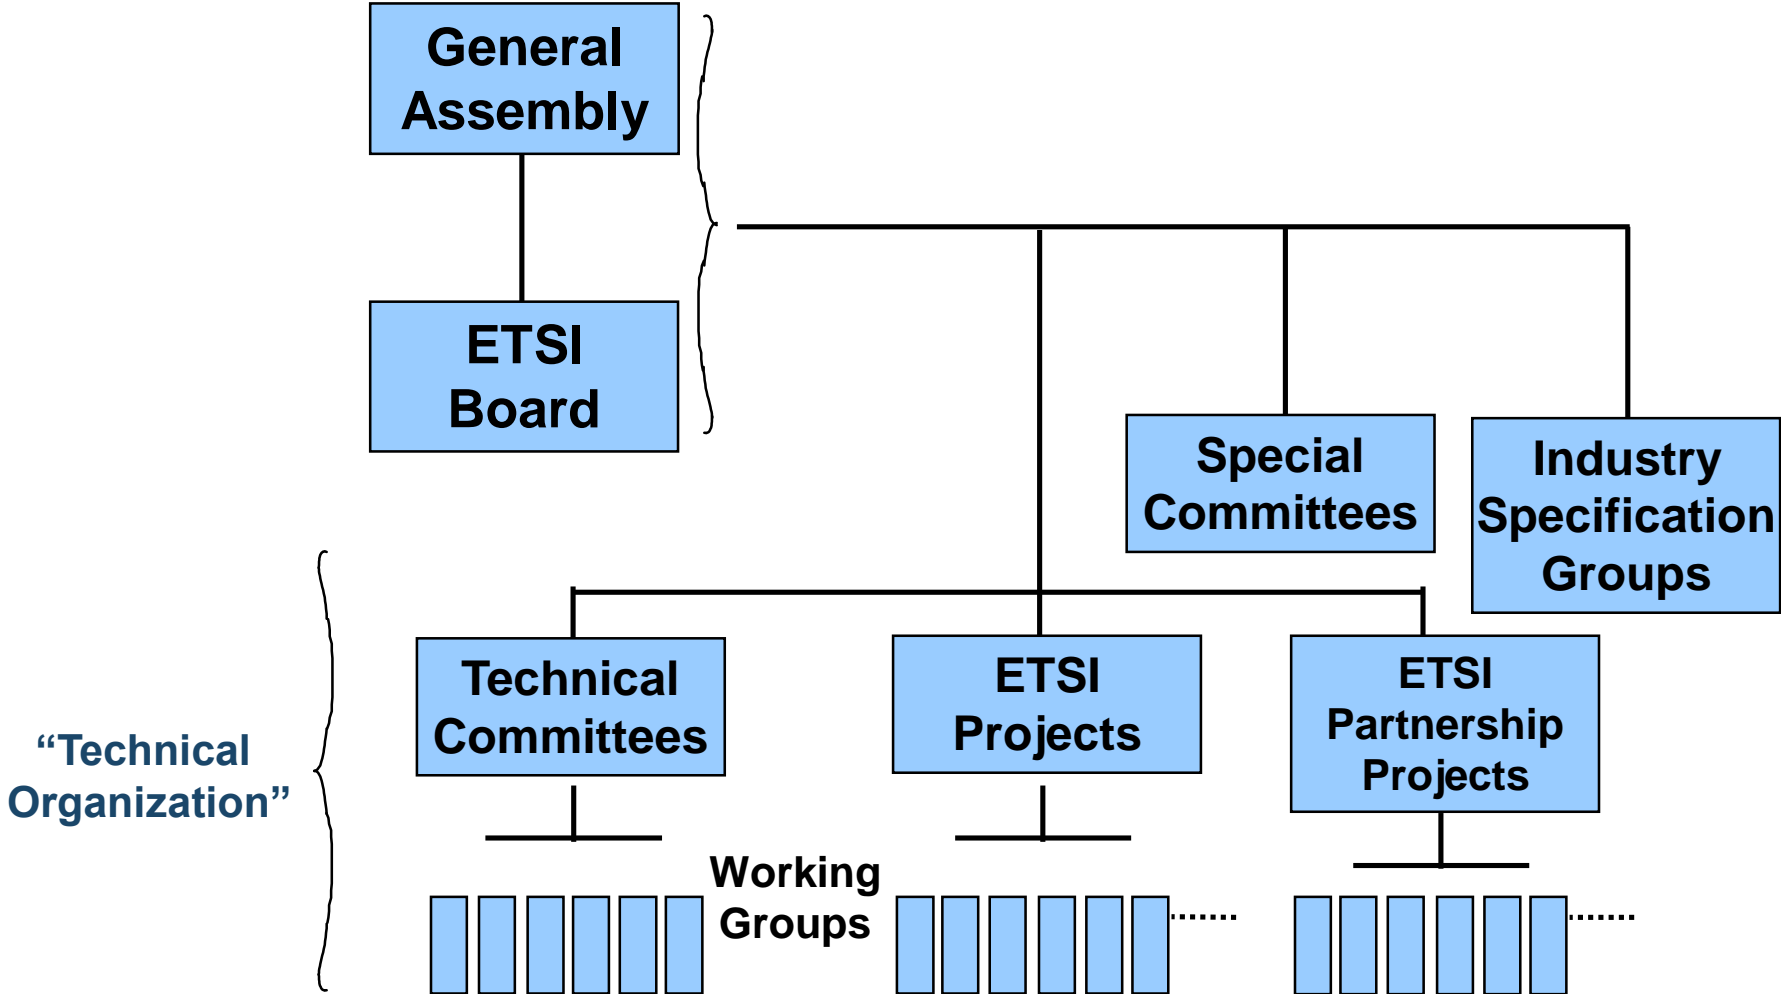 General
Assembly
ETSI
Board
Special
Committees
Industry
Specification
Groups
“Technical
Organization”
Technical
Committees
ETSI
Projects
ETSI
Partnership
Projects
Working
Groups